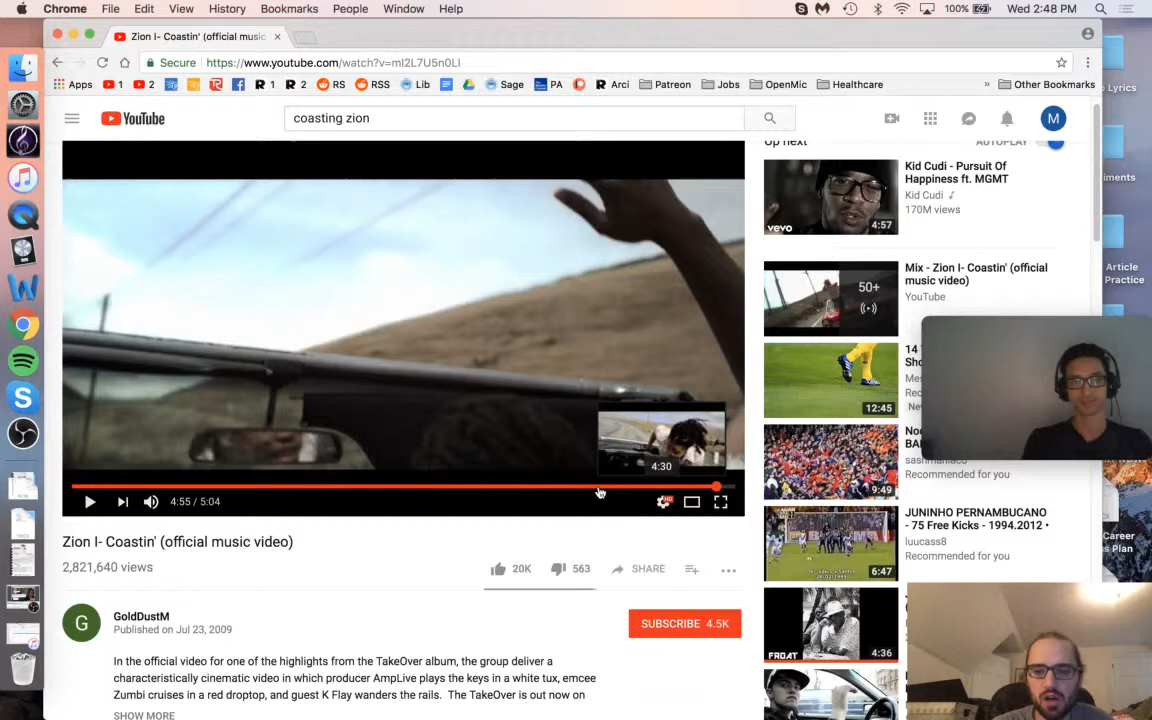 Chrome File Edit View History Bookmarks People Window Help
100% Wed 2:48 PM
Zion I- Coastin' (official music
Secure https://www.youtube.com/watch?v=ml2L7U5n0LI
Apps 1 2 R 1 R 2 RS RSS Lib Sage PA Arci Patreon Jobs OpenMic Healthcare » Other Bookmarks
Lyrics
YouTube
coasting zion
M
Up next
AUTOPLAY
Kid Cudi - Pursuit Of
Happiness ft. MGMT
Kid Cudi
170M views
vevo
4:57
Mix - Zion I- Coastin' (official
music video)
YouTube
50+
Article
Practice
14
12:45
4:30
4:55 / 5:04
HD
Recommended for you
9:49
Zion I- Coastin' (official music video)
2,821,640 views
20K 563 SHARE
JUNINHO PERNAMBUCANO
- 75 Free Kicks - 1994.2012 •
luucass8
Recommended for you
6:47
Career
s Plan
G
GoldDustM
Published on Jul 23, 2009
SUBSCRIBE 4.5K
4:36
In the official video for one of the highlights from the TakeOver album, the group deliver a
characteristically cinematic video in which producer AmpLive plays the keys in a white tux, emcee
Zumbi cruises in a red droptop, and guest K Flay wanders the rails. The TakeOver is out now on
SHOW MORE